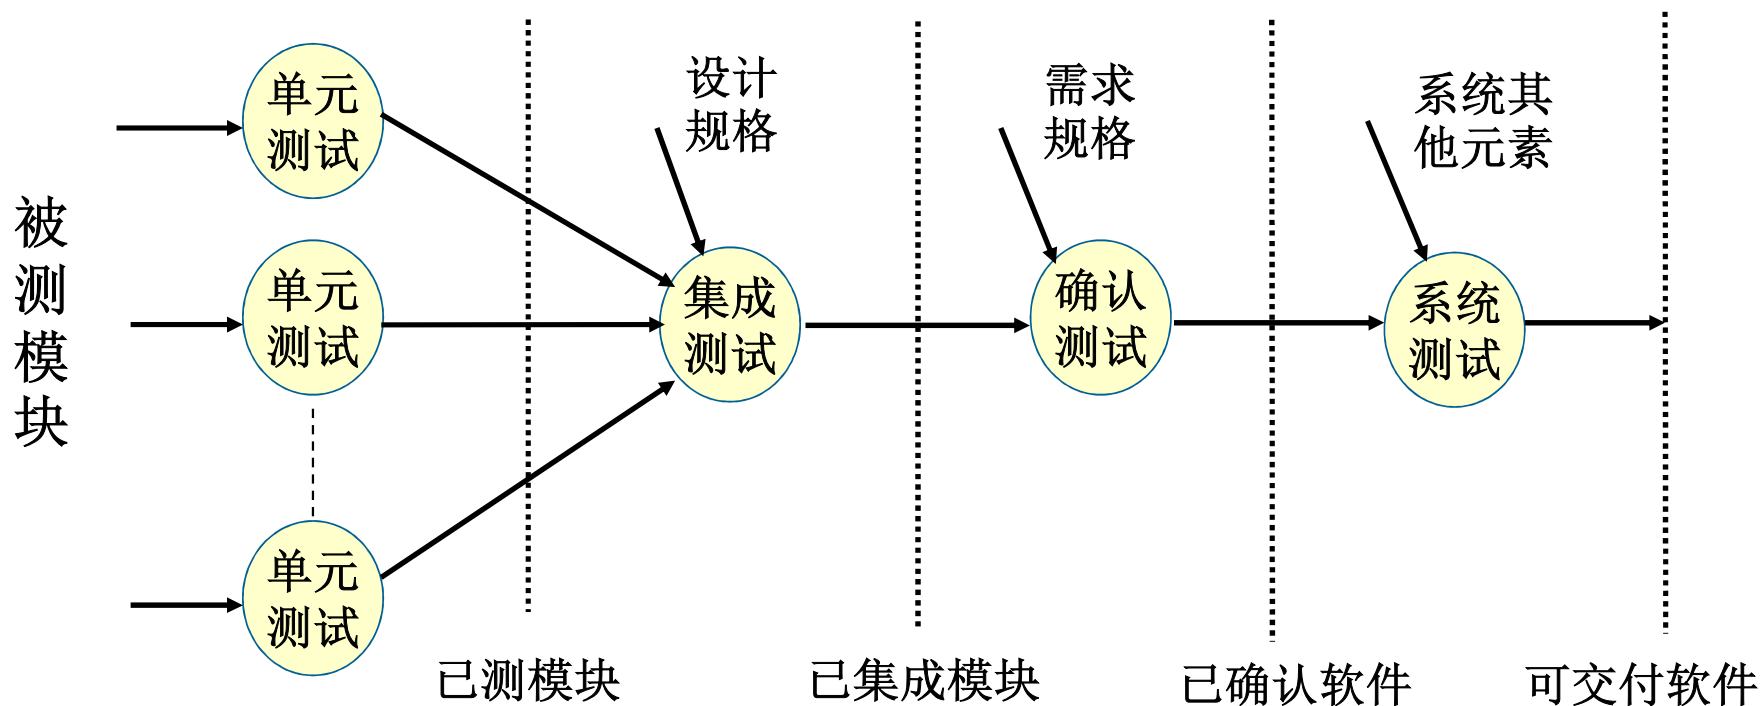 被
测
模
块
单元
测试
单元
测试
单元
测试
设计
规格
集成
测试
需求
规格
确认
测试
系统其
他元素
系统
测试
已测模块
已集成模块
已确认软件
可交付软件